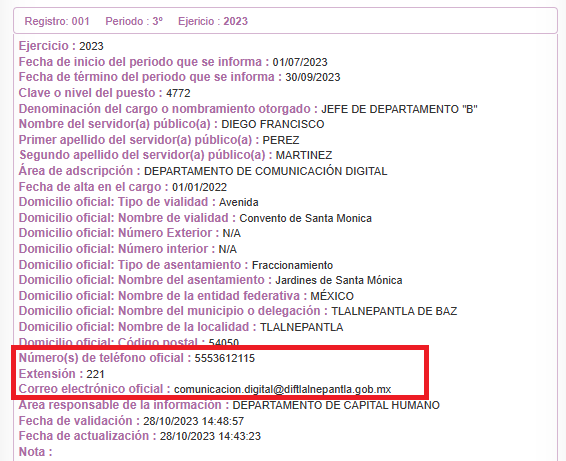 Registro: 001 Periodo : 3º Ejercicio : 2023
Ejercicio : 2023
Fecha de inicio del periodo que se informa : 01/07/2023
Fecha de término del periodo que se informa : 30/09/2023
Clave o nivel del puesto : 4772
Denominación del cargo o nombramiento otorgado : JEFE DE DEPARTAMENTO "B"
Nombre del servidor(a) público(a) : DIEGO FRANCISCO
Primer apellido del servidor(a) público(a) : PEREZ
Segundo apellido del servidor(a) público(a) : MARTINEZ
Área de adscripción : DEPARTAMENTO DE COMUNICACIÓN DIGITAL
Fecha de alta en el cargo : 01/01/2022
Domicilio oficial: Tipo de vialidad : Avenida
Domicilio oficial: Nombre de vialidad : Convento de Santa Monica
Domicilio oficial: Número Exterior : N/A
Domicilio oficial: Número interior : N/A
Domicilio oficial: Tipo de asentamiento : Fraccionamiento
Domicilio oficial: Nombre del asentamiento : Jardines de Santa Mónica
Domicilio oficial: Nombre de la entidad federativa : MÉXICO
Domicilio oficial: Nombre del municipio o delegación : TLALNEPANTLA DE BAZ
Domicilio oficial: Nombre de la localidad : TLALNEPANTLA
Domicilio oficial: Código postal : 54050
Número(s) de teléfono oficial : 5553612115
Extensión : 221
Correo electrónico oficial : comunicacion.digital@diftlalnepantla.gob.mx
Área responsable de la información : DEPARTAMENTO DE CAPITAL HUMANO
Fecha de validación : 28/10/2023 14:48:57
Fecha de actualización : 28/10/2023 14:43:23
Nota :